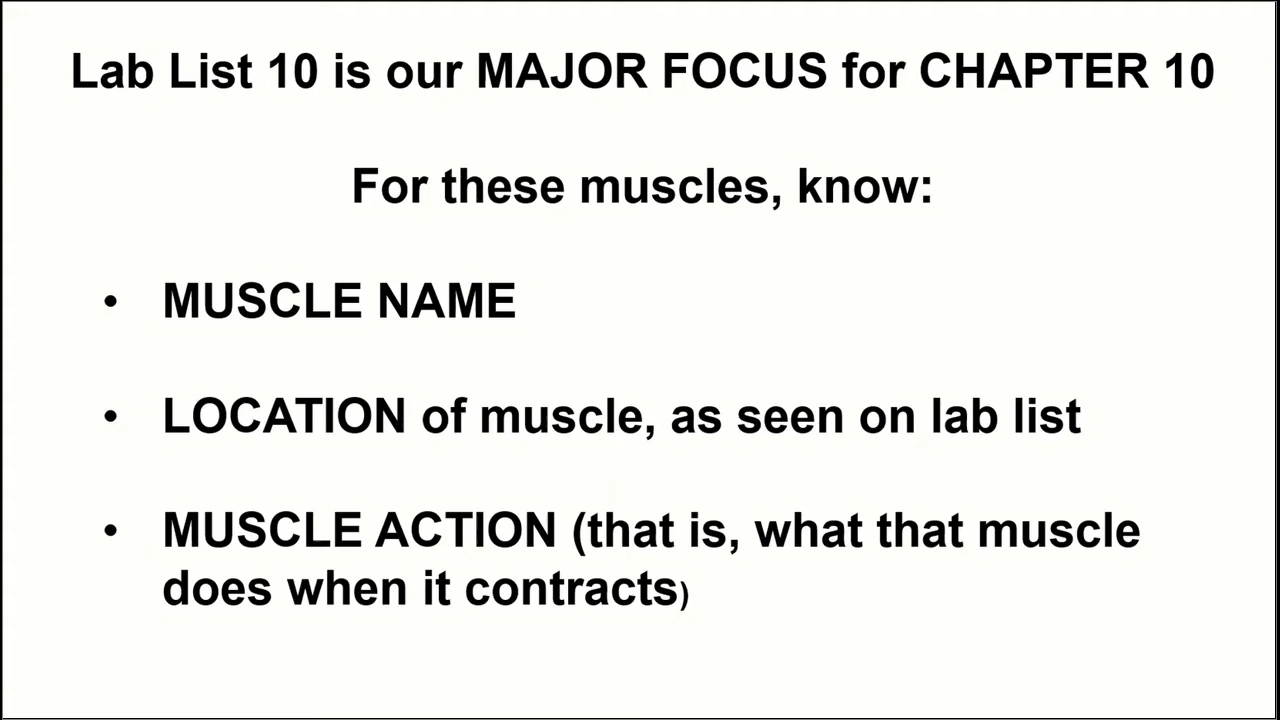 Lab List 10 is our MAJOR FOCUS for CHAPTER 10
For these muscles, know:
• MUSCLE NAME
• LOCATION of muscle, as seen on lab list
• MUSCLE ACTION (that is, what that muscle
does when it contracts)